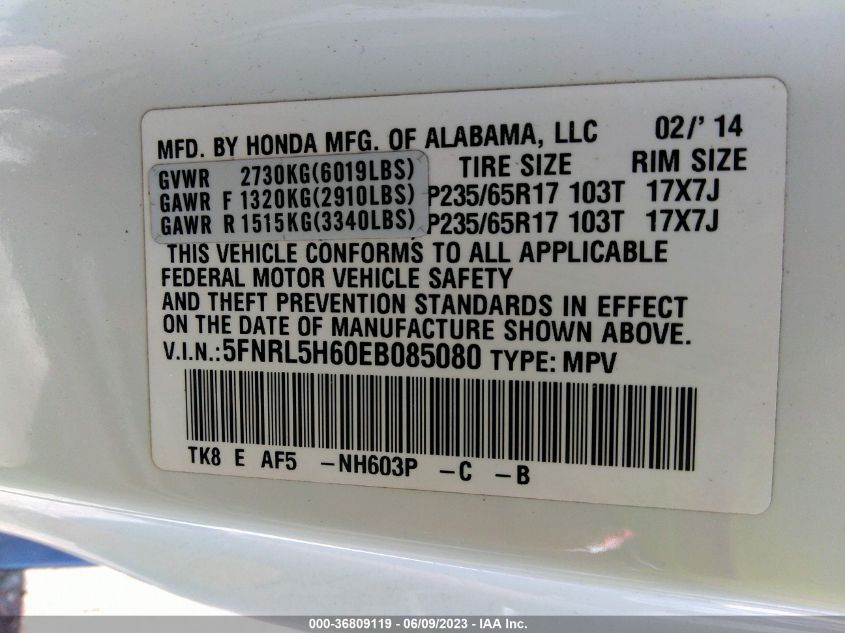 MFD. BY HONDA MFG. OF ALABAMA, LLC 02/' 14
GVWR 2730KG(6019LBS) TIRE SIZE RIM SIZE
GAWR F 1320KG(2910LBS) P235/65R17 103T 17X7J
GAWR R 1515KG(3340LBS) P235/65R17 103T 17X7J
THIS VEHICLE CONFORMS TO ALL APPLICABLE
FEDERAL MOTOR VEHICLE SAFETY
AND THEFT PREVENTION STANDARDS IN EFFECT
ON THE DATE OF MANUFACTURE SHOWN ABOVE.
V.I.N.:5FNRL5H60EB085080 TYPE: MPV
TK8 E AF5 -NH603P -C -B
000-36809119 - 06/09/2023 - IAA Inc.